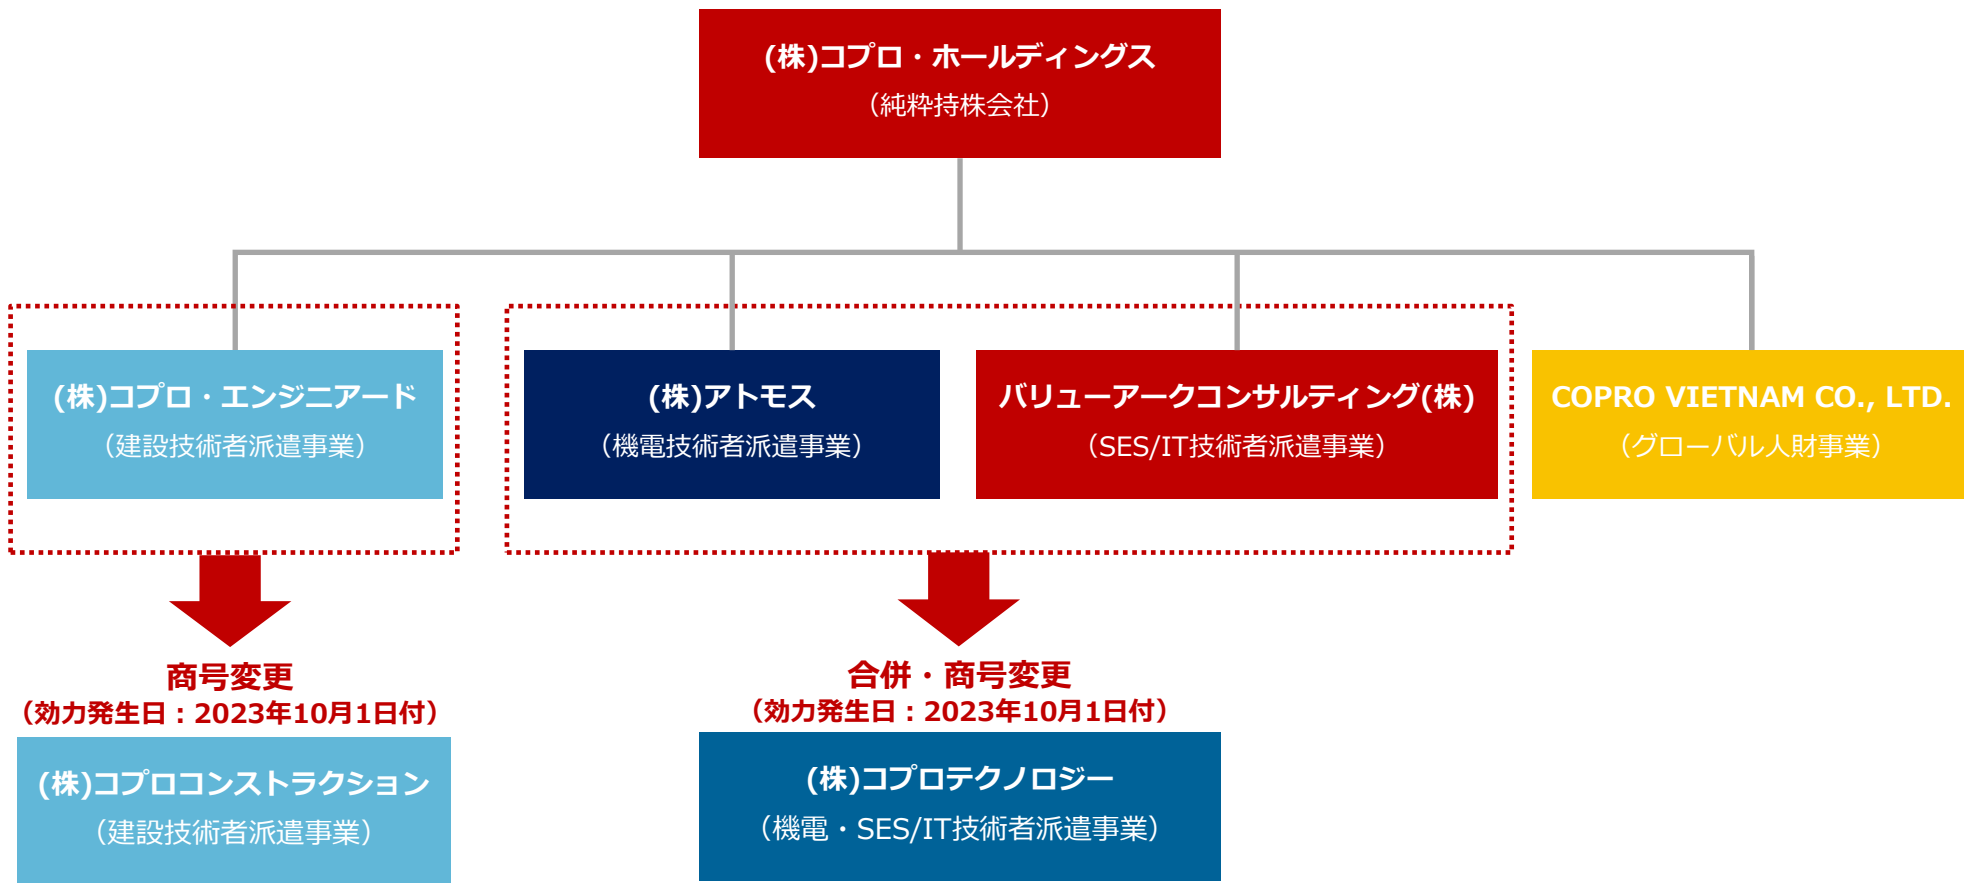 (株)コプロ・ホールディングス
（純粋持株会社）
(株)コプロ・エンジニアード
（建設技術者派遣事業）
(株)アトモス
（機電技術者派遣事業）
バリューアークコンサルティング(株)
（SES/IT技術者派遣事業）
COPRO VIETNAM CO., LTD.
（グローバル人財事業）
商号変更
（効力発生日：2023年10月1日付）
(株)コプロコンストラクション
（建設技術者派遣事業）
合併・商号変更
（効力発生日：2023年10月1日付）
(株)コプロテクノロジー
（機電・SES/IT技術者派遣事業）